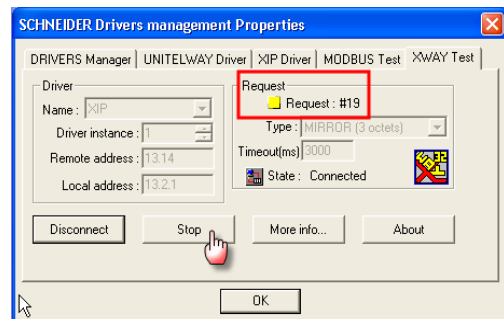 SCHNEIDER Drivers management Properties
DRIVERS Manager UNITELWAY Driver XIP Driver MODBUS Test XWAY Test
Driver
Name : XIP
Driver instance : 1
Remote address : 13.14
Local address : 13.2.1
Request
Request : #19
Type : MIRROR (3 octets)
Timeout(ms) 3000
State : Connected
Disconnect Stop More info... About
OK